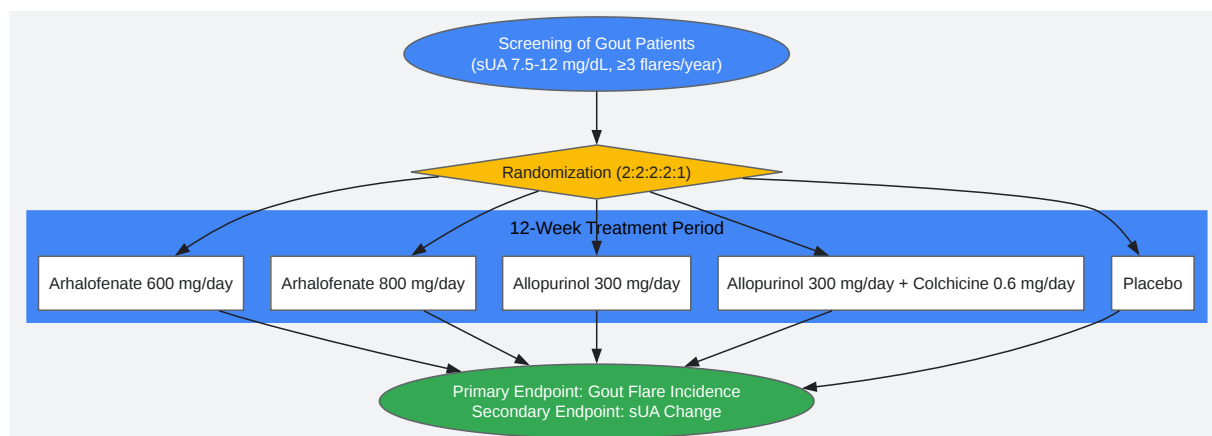 Screening of Gout Patients
(sUA 7.5-12 mg/dL, ≥3 flares/year)
Randomization (2:2:2:2:1)
12-Week Treatment Period
Arhalofenate 600 mg/day
Arhalofenate 800 mg/day
Allopurinol 300 mg/day
Allopurinol 300 mg/day + Colchicine 0.6 mg/day
Placebo
Primary Endpoint: Gout Flare Incidence
Secondary Endpoint: sUA Change